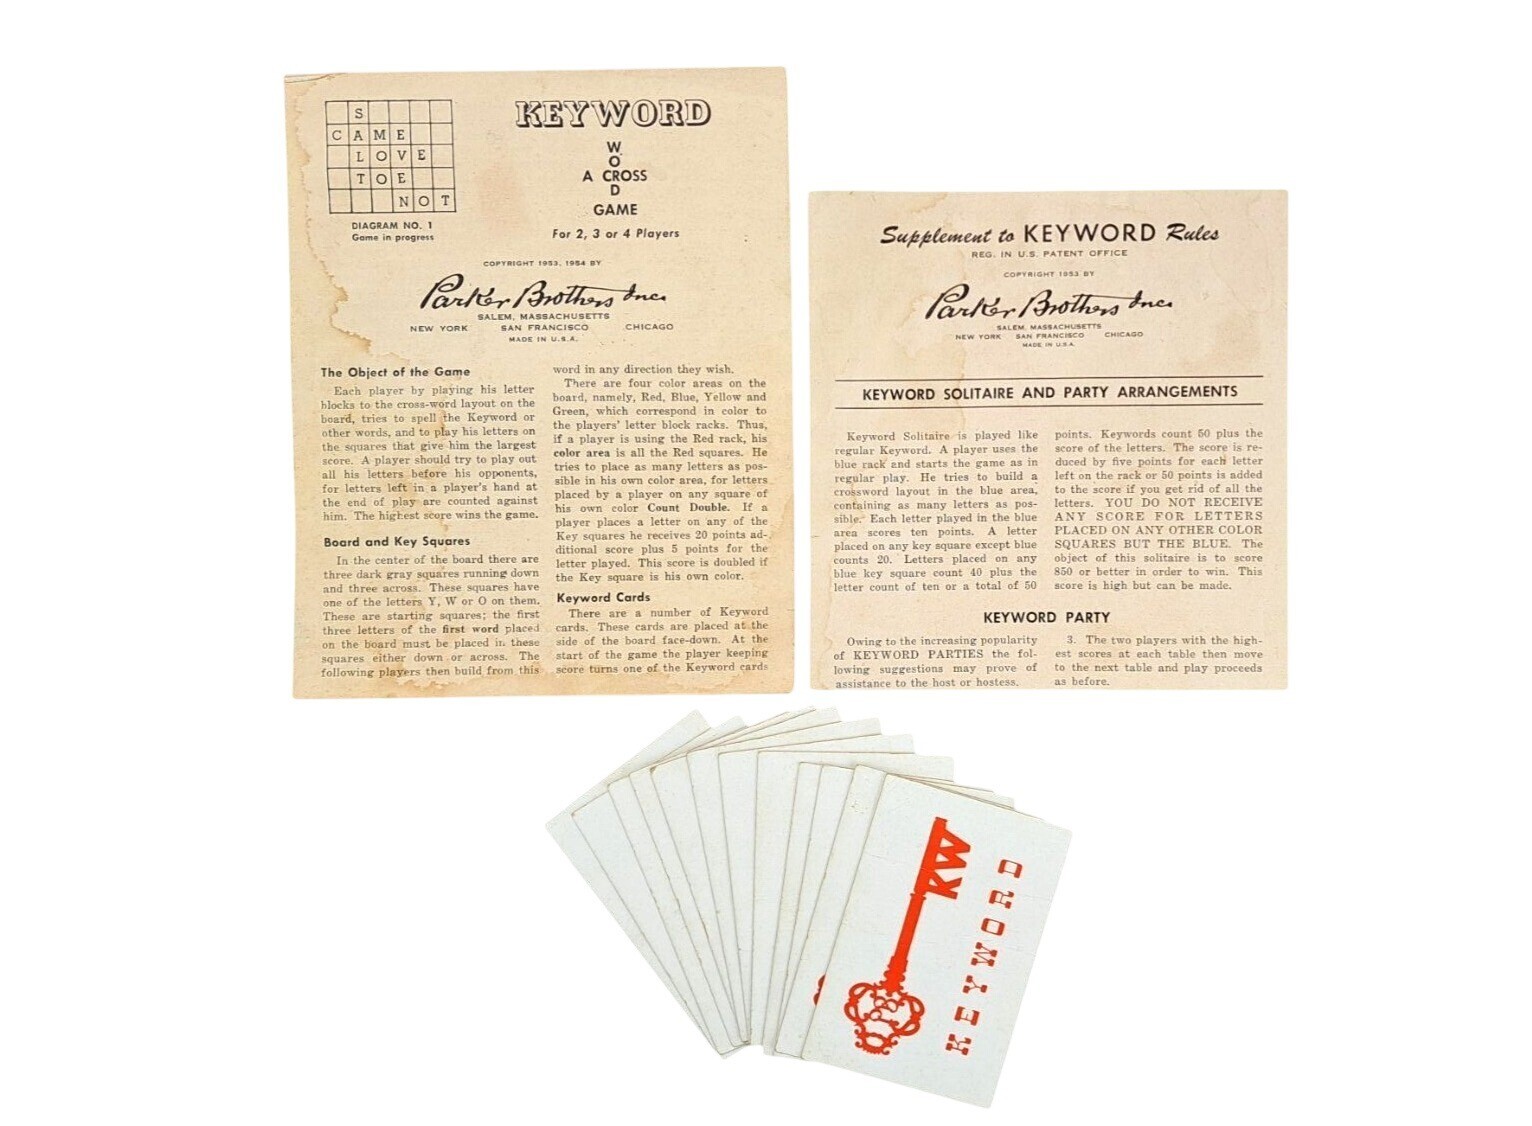 S
C A M E
L O V E
T O E
N O T
DIAGRAM NO. 1
Game in progress
KEYWORD
W
O
A CROSS
D
GAME
For 2, 3 or 4 Players
COPYRIGHT 1953, 1954 BY
Parker Brothers Inc.
SALEM, MASSACHUSETTS
NEW YORK SAN FRANCISCO CHICAGO
MADE IN U.S.A.
The Object of the Game
Each player by playing his letter
blocks to the cross-word layout on the
board, tries to spell the Keyword or
other words, and to play his letters on
the squares that give him the largest
score. A player should try to play out
all his letters before his opponents,
for letters left in a player's hand at
the end of play are counted against
him. The highest score wins the game.
Board and Key Squares
In the center of the board there are
three dark gray squares running down
and three across. These squares have
one of the letters Y, W or O on them.
These are starting squares; the first
three letters of the first word placed
on the board must be placed in these
squares either down or across. The
following players then build from this
word in any direction they wish.
There are four color areas on the
board, namely, Red, Blue, Yellow and
Green, which correspond in color to
the players' letter block racks. Thus,
if a player is using the Red rack, his
color area is all the Red squares. He
tries to place as many letters as pos-
sible in his own color area, for letters
placed by a player on any square of
his own color Count Double. If a
player places a letter on any of the
Key squares he receives 20 points ad-
ditional score plus 5 points for the
letter played. This score is doubled if
the Key square is his own color.
Keyword Cards
There are a number of Keyword
cards. These cards are placed at the
side of the board face-down. At the
start of the game the player keeping
score turns one of the Keyword cards
Supplement to KEYWORD Rules
REG. IN U.S. PATENT OFFICE
COPYRIGHT 1953 BY
Parker Brothers Inc.
SALEM, MASSACHUSETTS
NEW YORK SAN FRANCISCO CHICAGO
MADE IN U.S.A.
KEYWORD SOLITAIRE AND PARTY ARRANGEMENTS
Keyword Solitaire is played like
regular Keyword. A player uses the
blue rack and starts the game as in
regular play. He tries to build a
crossword layout in the blue area,
containing as many letters as pos-
sible. Each letter played in the blue
area scores ten points. A letter
placed on any key square except blue
counts 20. Letters placed on any
blue key square count 40 plus the
letter count of ten or a total of 50
points. Keywords count 50 plus the
score of the letters. The score is re-
duced by five points for each letter
left on the rack or 50 points is added
to the score if you get rid of all the
letters. YOU DO NOT RECEIVE
ANY SCORE FOR LETTERS
PLACED ON ANY OTHER COLOR
SQUARES BUT THE BLUE. The
object of this solitaire is to score
850 or better in order to win. This
score is high but can be made.
KEYWORD PARTY
Owing to the increasing popularity
of KEYWORD PARTIES the fol-
lowing suggestions may prove of
assistance to the host or hostess.
3. The two players with the high-
est scores at each table then move
to the next table and play proceeds
as before.
KW
PB
KEYWORD